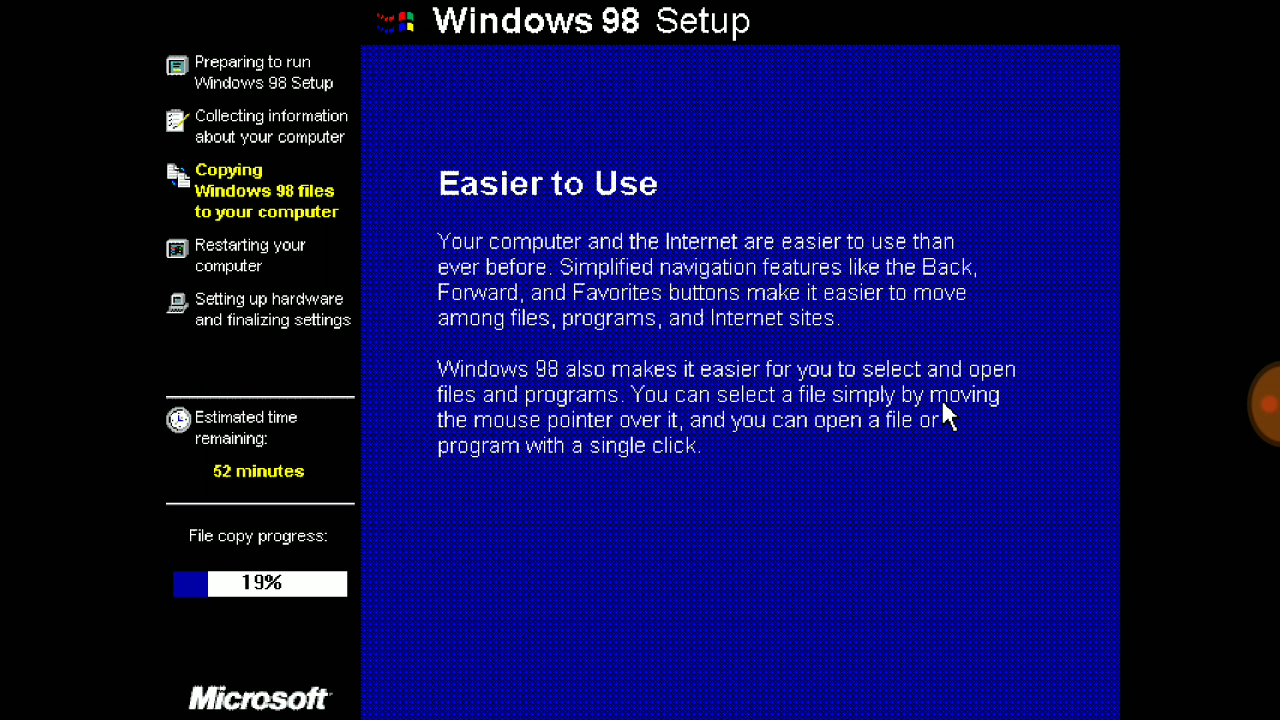 Windows 98 Setup
Preparing to run
Windows 98 Setup
Collecting information
about your computer
Copying
Windows 98 files
to your computer
Restarting your
computer
Setting up hardware
and finalizing settings
Estimated time
remaining:
52 minutes
File copy progress:
19%
Microsoft
Easier to Use
Your computer and the Internet are easier to use than
ever before. Simplified navigation features like the Back,
Forward, and Favorites buttons make it easier to move
among files, programs, and Internet sites.
Windows 98 also makes it easier for you to select and open
files and programs. You can select a file simply by moving
the mouse pointer over it, and you can open a file or
program with a single click.